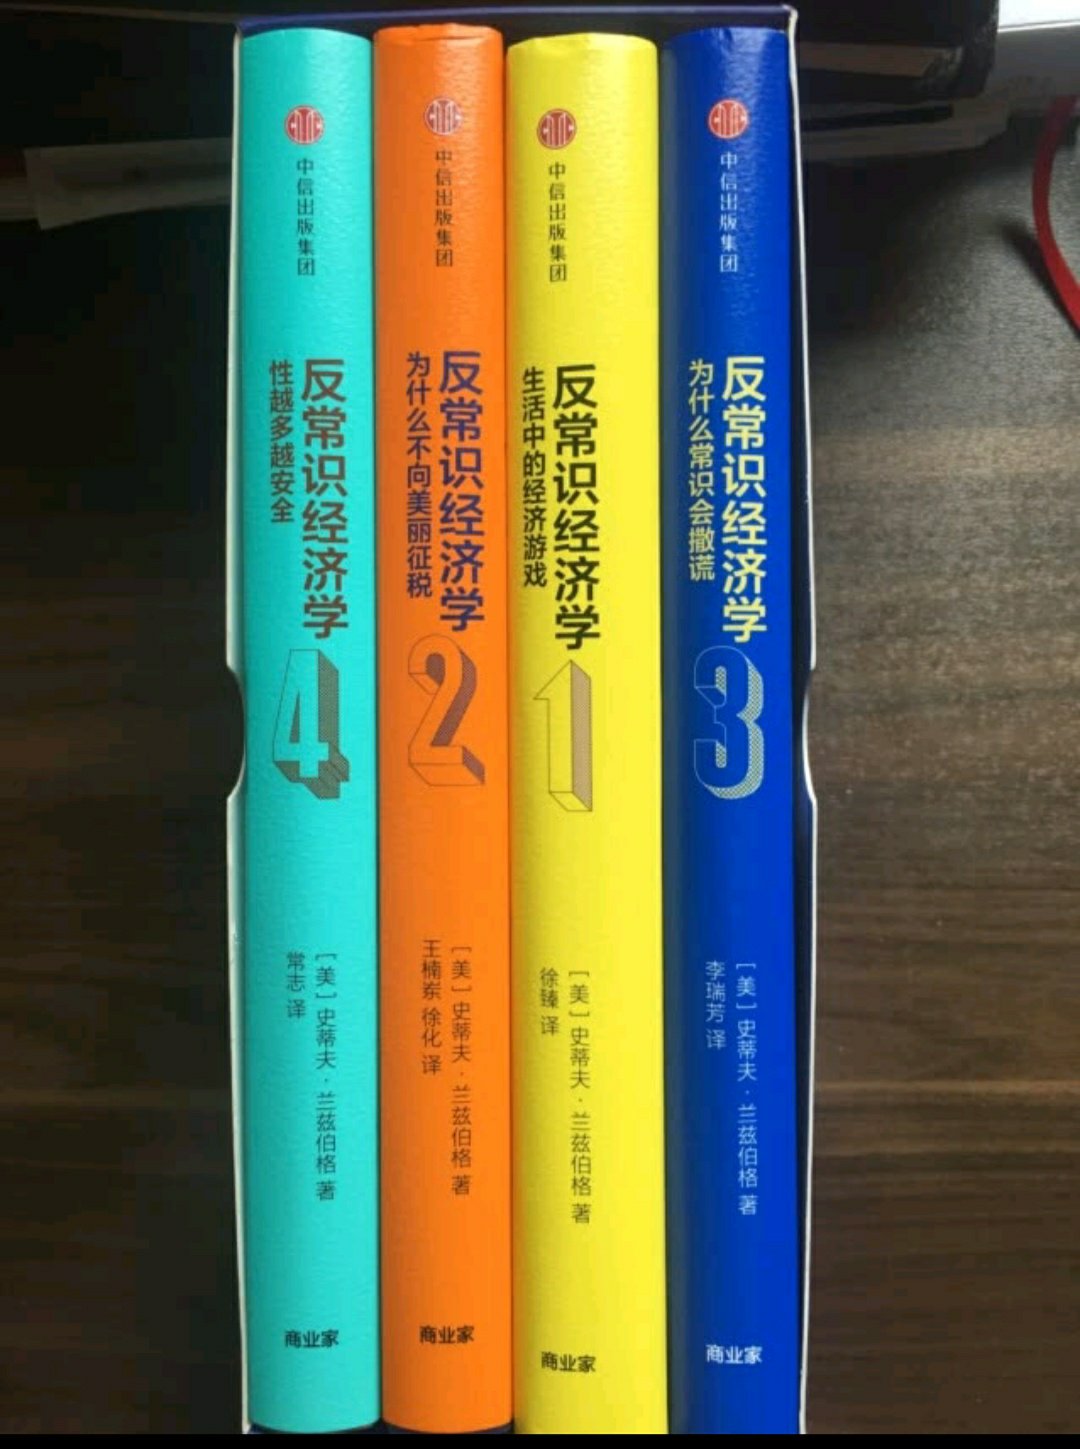 中信出版集团
反常识经济学
性越多越安全
4
[美]史蒂夫·兰兹伯格 著
常志 译
商业家
中信出版集团
反常识经济学
为什么不向美丽征税
2
[美]史蒂夫·兰兹伯格 著
王楠岽 徐化 译
商业家
中信出版集团
反常识经济学
生活中的经济游戏
1
[美]史蒂夫·兰兹伯格 著
徐臻 译
商业家
中信出版集团
反常识经济学
为什么常识会撒谎
3
[美]史蒂夫·兰兹伯格 著
李瑞芳 译
商业家